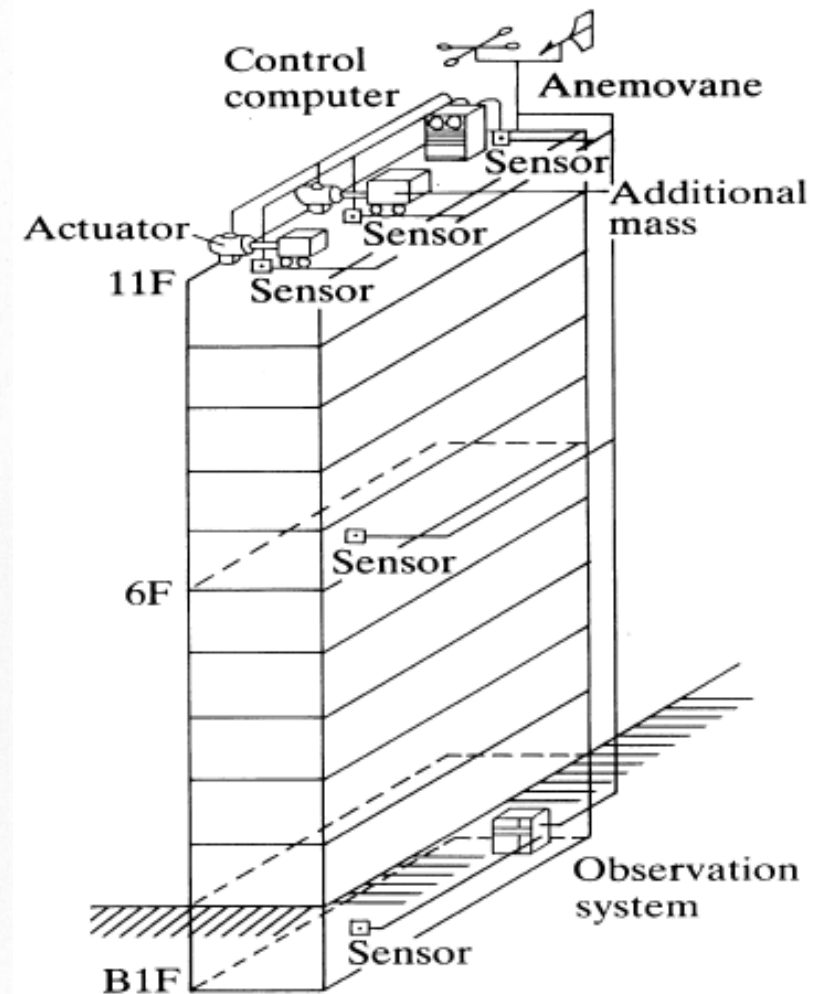 Control
computer
Anemovane
Sensor
Additional
mass
Actuator
Sensor
11F
Sensor
Sensor
6F
Observation
system
Sensor
B1F